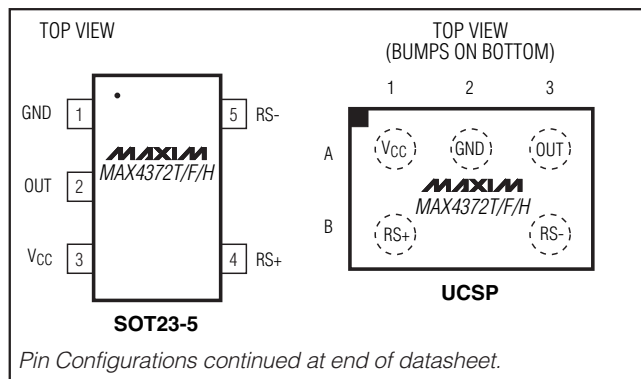 TOP VIEW
GND 1
5 RS-
MAXIM
MAX4372T/F/H
OUT 2
VCC 3
4 RS+
SOT23-5
TOP VIEW
(BUMPS ON BOTTOM)
1 2 3
A VCC GND OUT
MAXIM
MAX4372T/F/H
B RS+ RS-
UCSP
Pin Configurations continued at end of datasheet.